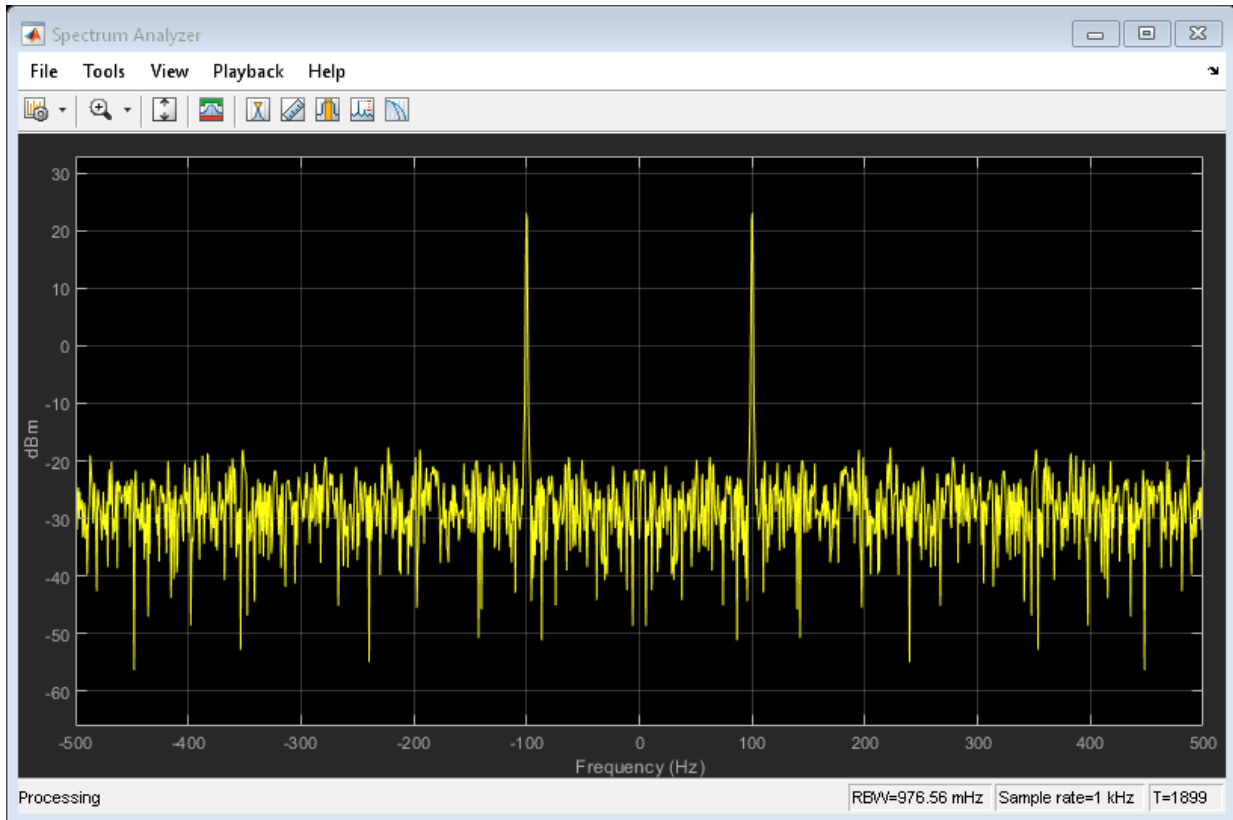 Spectrum Analyzer
File Tools View Playback Help
30
20
10
0
-10
-20
-30
-40
-50
-60
dBm
-500 -400 -300 -200 -100 0 100 200 300 400 500
Frequency (Hz)
Processing RBW=976.56 mHz Sample rate=1 kHz T=1899